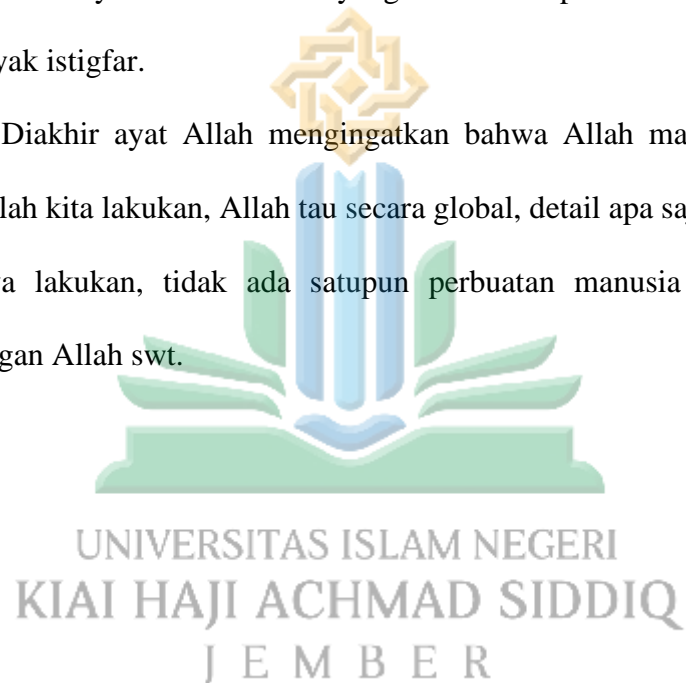 yak istigfar.
Diakhir ayat Allah mengingatkan bahwa Allah ma
lah kita lakukan, Allah tau secara global, detail apa sa
a lakukan, tidak ada satupun perbuatan manusia
gan Allah swt.
UNIVERSITAS ISLAM NEGERI
KIAI HAJI ACHMAD SIDDIQ
JEMBER